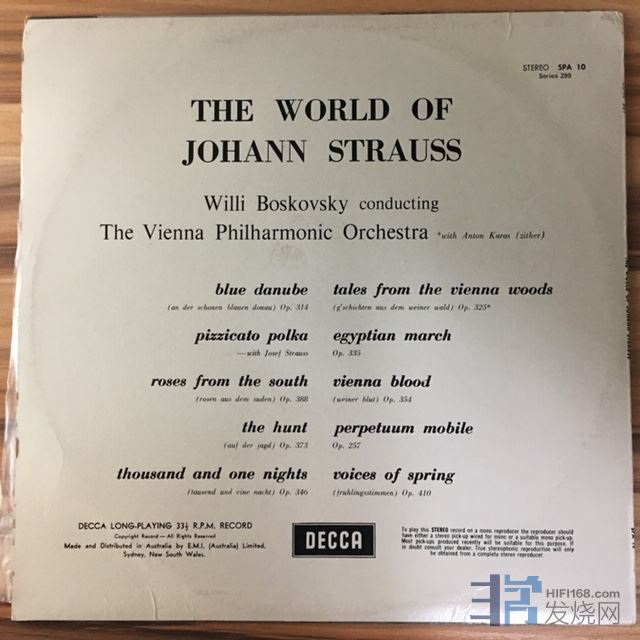 STEREO SPA 10
Series 299
THE WORLD OF
JOHANN STRAUSS
Willi Boskovsky conducting
The Vienna Philharmonic Orchestra *with Anton Karas (zither)
blue danube
(an der schonen blauen donau) Op. 314
pizzicato polka
—with Josef Strauss
roses from the south
(rosen aus dem suden) Op. 388
the hunt
(auf der jagd) Op. 373
thousand and one nights
(tausend und eine nacht) Op. 346
tales from the vienna woods
(g'schichten aus dem weiner wald) Op. 325*
egyptian march
Op. 335
vienna blood
(weiner blut) Op. 354
perpetuum mobile
Op. 257
voices of spring
(fruhlingsstimmen) Op. 410
DECCA LONG-PLAYING 33⅓ R.P.M. RECORD
Copyright Record — All Rights Reserved
Made and Distributed in Australia by E.M.I. (Australia) Limited,
Sydney, New South Wales.
DECCA
To play this STEREO record on a mono reproducer the reproducer should
have either a stereo pick-up wired for mono or a suitable mono pick-up.
Most pick-ups produced recently will be suitable for this purpose. If
in doubt consult your dealer. True stereophonic reproduction will only
be obtained from a complete stereo reproducer.
HIFI168.com
发烧网